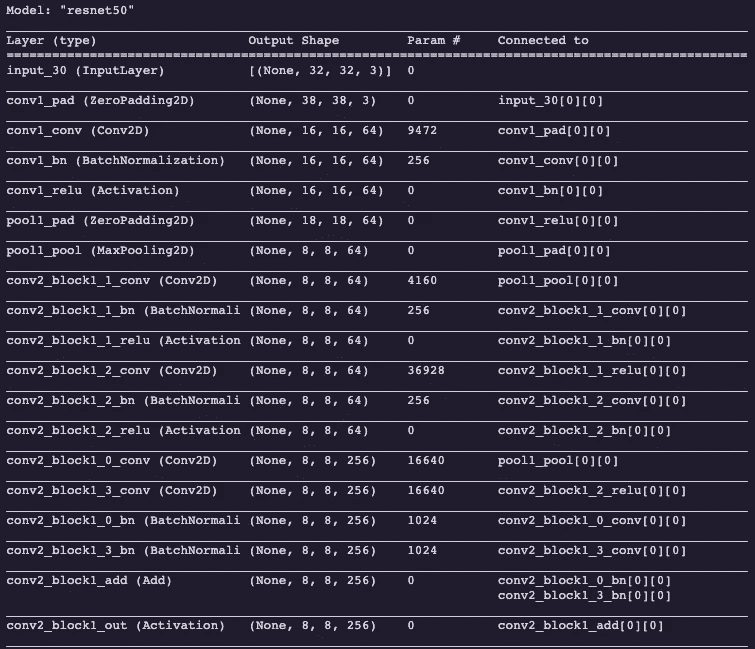 Model: "resnet50"
Layer (type) Output Shape Param # Connected to
input_30 (InputLayer) [(None, 32, 32, 3)] 0
conv1_pad (ZeroPadding2D) (None, 38, 38, 3) 0 input_30[0][0]
conv1_conv (Conv2D) (None, 16, 16, 64) 9472 conv1_pad[0][0]
conv1_bn (BatchNormalization) (None, 16, 16, 64) 256 conv1_conv[0][0]
conv1_relu (Activation) (None, 16, 16, 64) 0 conv1_bn[0][0]
pool1_pad (ZeroPadding2D) (None, 18, 18, 64) 0 conv1_relu[0][0]
pool1_pool (MaxPooling2D) (None, 8, 8, 64) 0 pool1_pad[0][0]
conv2_block1_1_conv (Conv2D) (None, 8, 8, 64) 4160 pool1_pool[0][0]
conv2_block1_1_bn (BatchNormali (None, 8, 8, 64) 256 conv2_block1_1_conv[0][0]
conv2_block1_1_relu (Activation (None, 8, 8, 64) 0 conv2_block1_1_bn[0][0]
conv2_block1_2_conv (Conv2D) (None, 8, 8, 64) 36928 conv2_block1_1_relu[0][0]
conv2_block1_2_bn (BatchNormali (None, 8, 8, 64) 256 conv2_block1_2_conv[0][0]
conv2_block1_2_relu (Activation (None, 8, 8, 64) 0 conv2_block1_2_bn[0][0]
conv2_block1_0_conv (Conv2D) (None, 8, 8, 256) 16640 pool1_pool[0][0]
conv2_block1_3_conv (Conv2D) (None, 8, 8, 256) 16640 conv2_block1_2_relu[0][0]
conv2_block1_0_bn (BatchNormali (None, 8, 8, 256) 1024 conv2_block1_0_conv[0][0]
conv2_block1_3_bn (BatchNormali (None, 8, 8, 256) 1024 conv2_block1_3_conv[0][0]
conv2_block1_add (Add) (None, 8, 8, 256) 0 conv2_block1_0_bn[0][0]
conv2_block1_3_bn[0][0]
conv2_block1_out (Activation) (None, 8, 8, 256) 0 conv2_block1_add[0][0]